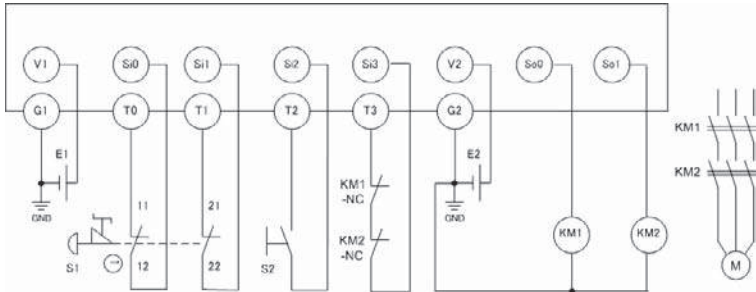 V1 Si0 Si1 Si2 Si3 V2 So0 So1
G1 T0 T1 T2 T3 G2
KM1
E1 E2
KM2
KM1
-NC
GND GND
11 21
KM1 KM2
KM2
-NC
M
S1 12 22 S2